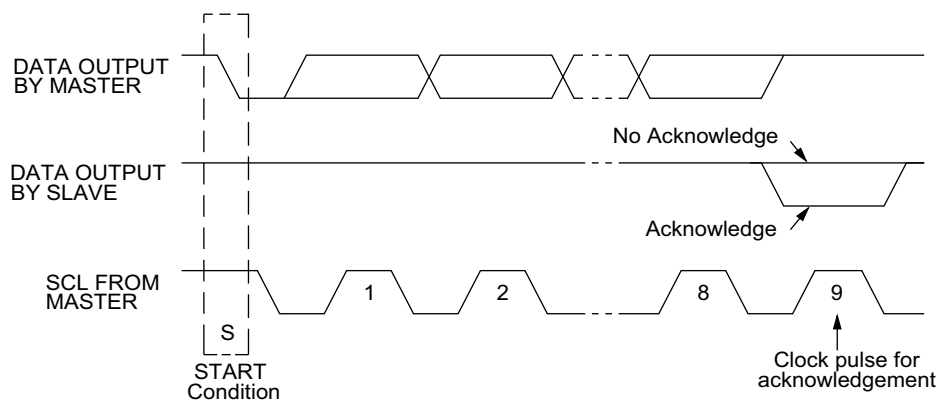 DATA OUTPUT
BY MASTER
No Acknowledge
DATA OUTPUT
BY SLAVE
Acknowledge
SCL FROM
MASTER
1
2
8
9
S
START
Condition
Clock pulse for
acknowledgement